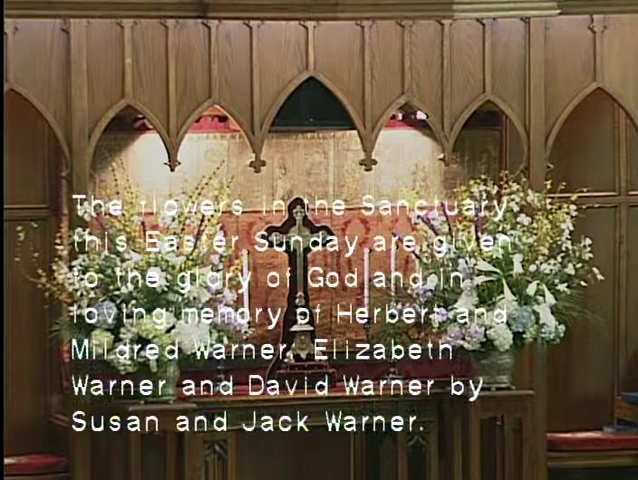 The flowers in the Sanctuary
this Easter Sunday are given
to the glory of God and in
loving memory of Herbert and
Mildred Warner, Elizabeth
Warner and David Warner by
Susan and Jack Warner.